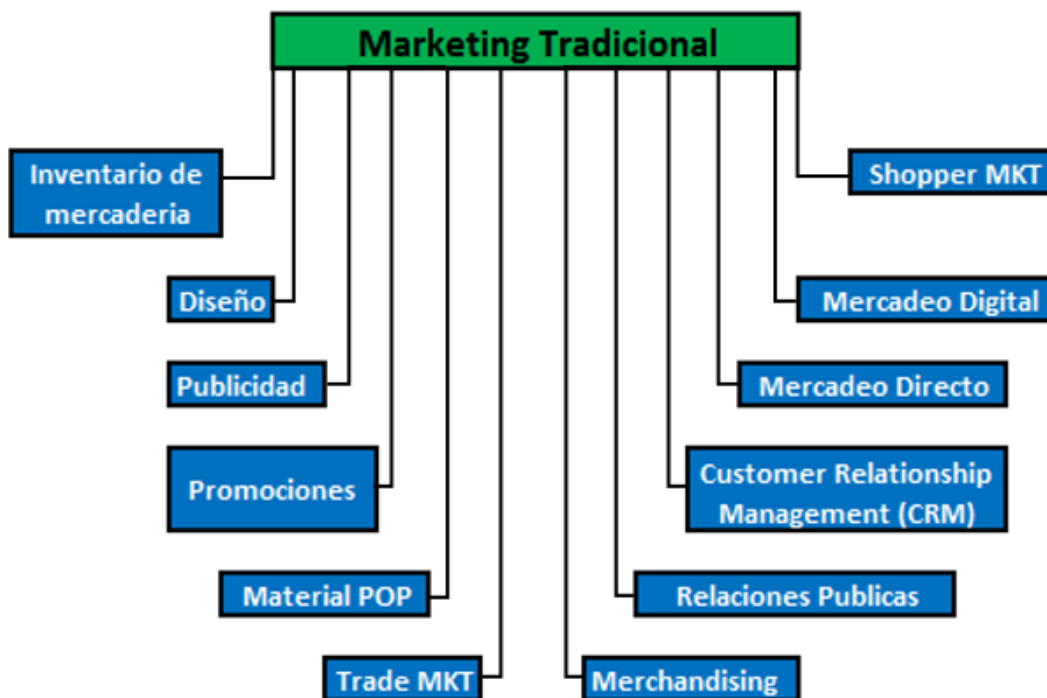 Marketing Tradicional
Inventario de
mercaderia
Shopper MKT
Diseño
Mercadeo Digital
Publicidad
Mercadeo Directo
Promociones
Customer Relationship
Management (CRM)
Material POP
Relaciones Publicas
Trade MKT
Merchandising